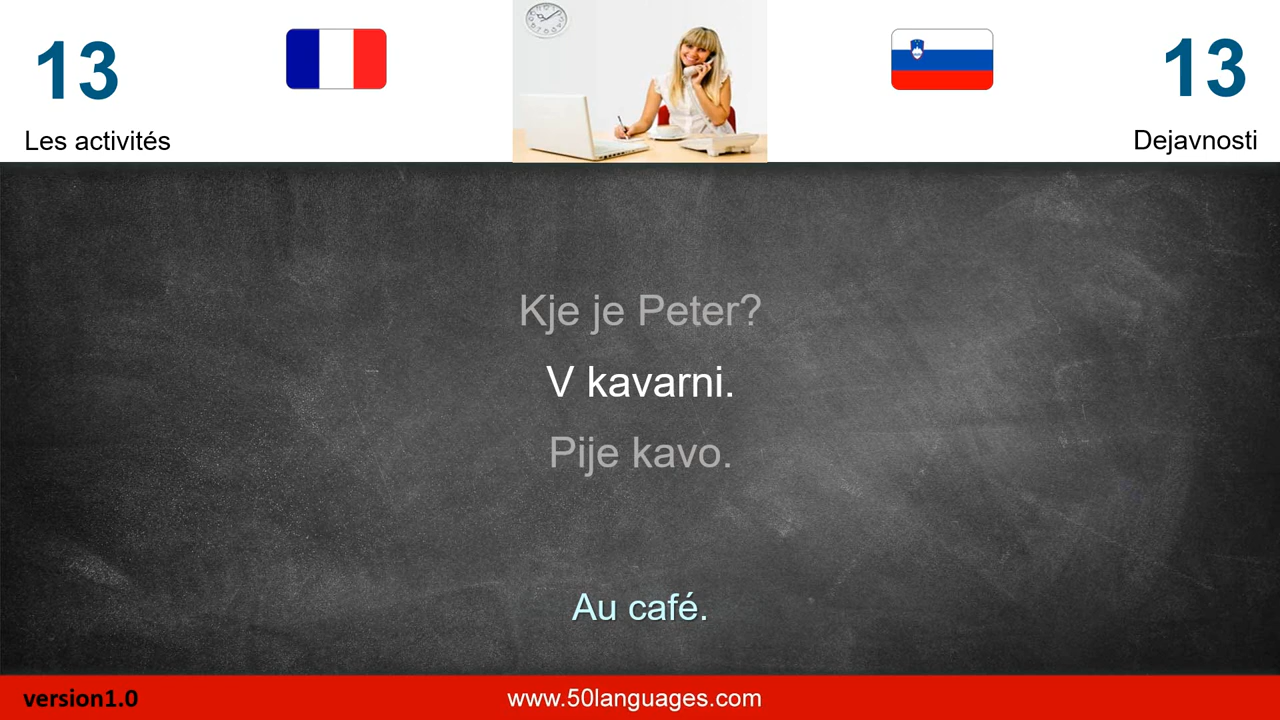 13
13
Les activités
Dejavnosti
Kje je Peter?
V kavarni.
Pije kavo.
Au café.
version1.0
www.50languages.com